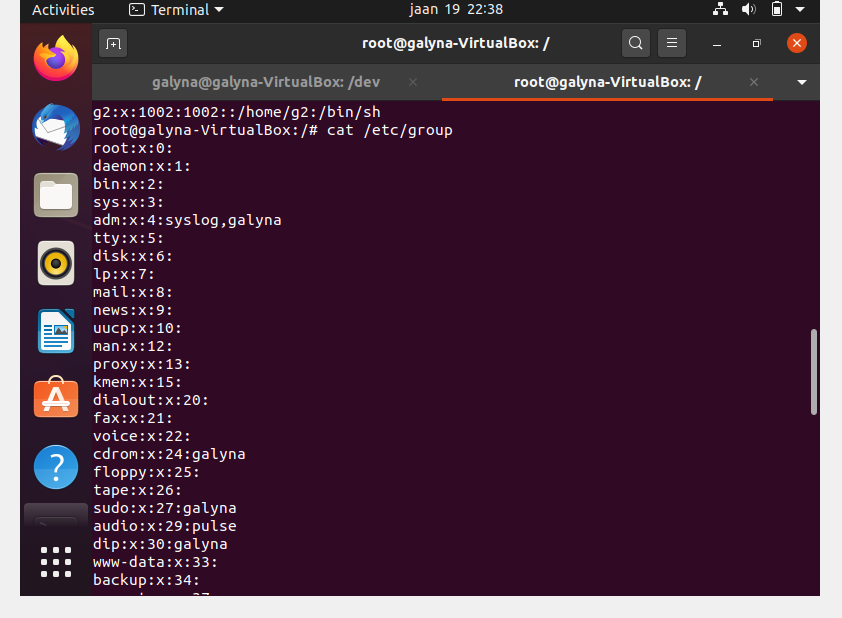 Activities Terminal jaan 19 22:38
root@galyna-VirtualBox: /
galyna@galyna-VirtualBox: /dev root@galyna-VirtualBox: /
g2:x:1002:1002::/home/g2:/bin/sh
root@galyna-VirtualBox:/# cat /etc/group
root:x:0:
daemon:x:1:
bin:x:2:
sys:x:3:
adm:x:4:syslog,galyna
tty:x:5:
disk:x:6:
lp:x:7:
mail:x:8:
news:x:9:
uucp:x:10:
man:x:12:
proxy:x:13:
kmem:x:15:
dialout:x:20:
fax:x:21:
voice:x:22:
cdrom:x:24:galyna
floppy:x:25:
tape:x:26:
sudo:x:27:galyna
audio:x:29:pulse
dip:x:30:galyna
www-data:x:33:
backup:x:34: